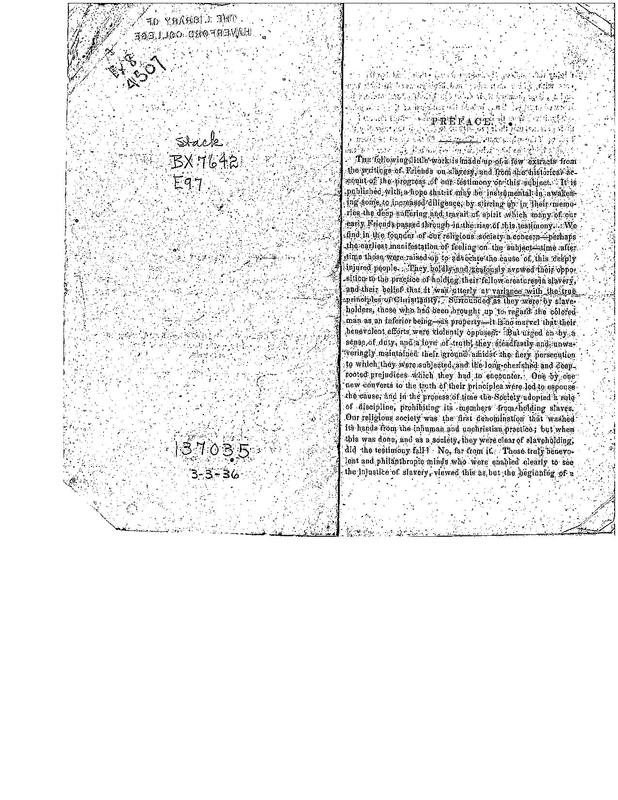 THE LIBRARY OF
HAVERFORD COLLEGE
4507
Stack
BX7642
E97
137035
3-3-36
PREFACE.
The following little work is made up of a few extracts from
the writings of Friends on slavery, and from the historical ac-
count of the progress of our testimony on this subject. It is
published with a hope that it may be instrumental in awaken-
ing some to increased diligence, by stirring up in their memo-
ries the deep suffering and travail of spirit which many of our
early Friends passed through in the rise of this testimony. We
find in the founder of our religious society a concern—perhaps
the earliest manifestation of feeling on the subject—time after
time those were raised up to advocate the cause of this deeply
injured people. They boldly and zealously avowed their oppo-
sition to the practice of holding their fellow creatures in slavery,
and their belief that it was utterly at variance with the true
principles of Christianity. Surrounded as they were by slave-
holders, those who had been brought up to regard the colored
man as an inferior being—as property—it is no marvel that their
benevolent efforts were violently opposed. But urged on by a
sense of duty, and a love of truth, they steadfastly and unwa-
veringly maintained their ground amidst the fiery persecution
to which they were subjected, and the long-cherished and deep-
rooted prejudices which they had to encounter. One by one
new converts to the truth of their principles were led to espouse
the cause, and in the process of time the Society adopted a rule
of discipline, prohibiting its members from holding slaves.
Our religious society was the first denomination that washed
its hands from the inhuman and unchristian practice; but when
this was done, and as a society, they were clear of slaveholding,
did the testimony fall? No, far from it. Those truly benevo-
lent and philanthropic minds who were enabled clearly to see
the injustice of slavery, viewed this as but the beginning of a